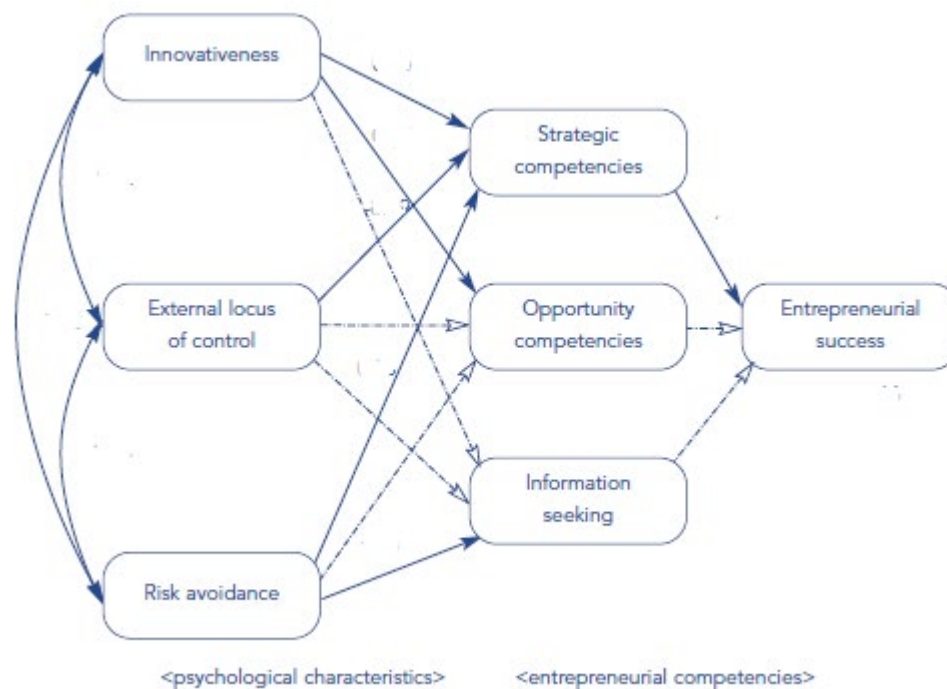 Innovativeness
Strategic
competencies
External locus
of control
Opportunity
competencies
Entrepreneurial
success
Information
seeking
Risk avoidance
<psychological characteristics>
<entrepreneurial competencies>